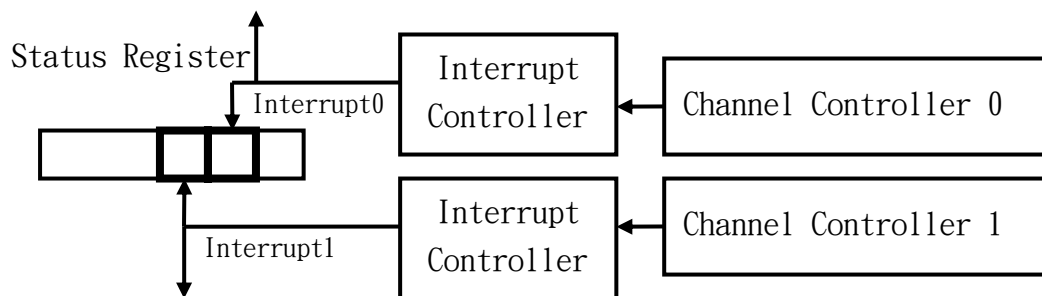 Status Register
Interrupt0
Interrupt
Controller
Channel Controller 0
Interrupt1
Interrupt
Controller
Channel Controller 1